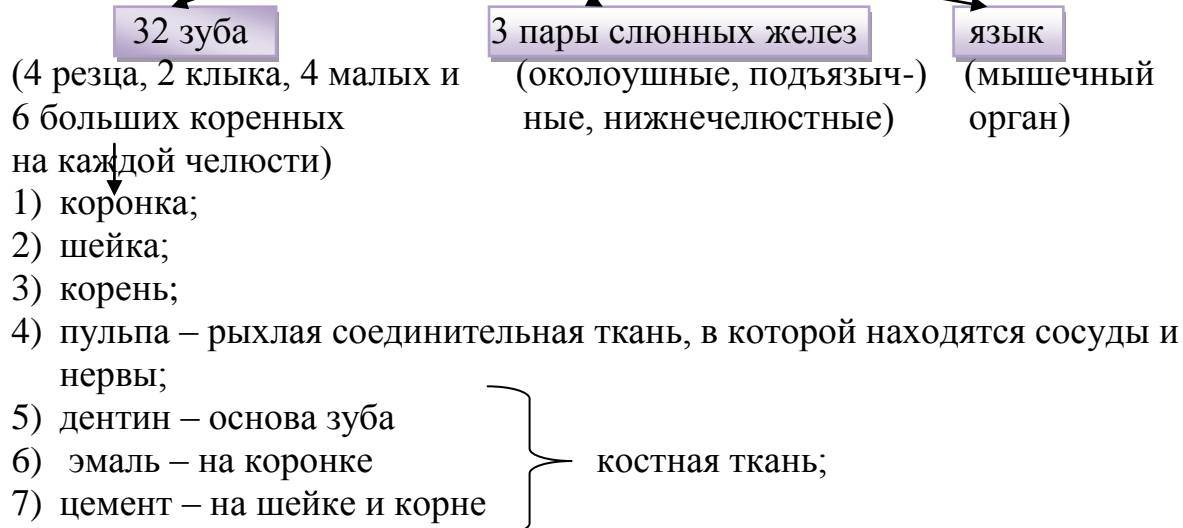 32 зуба 3 пары слюнных желез язык
(4 резца, 2 клыка, 4 малых и (околоушные, подъязыч-) (мышечный
6 больших коренных ные, нижнечелюстные) орган)
на каждой челюсти)
1) коронка;
2) шейка;
3) корень;
4) пульпа – рыхлая соединительная ткань, в которой находятся сосуды и
нервы;
5) дентин – основа зуба
6) эмаль – на коронке костная ткань;
7) цемент – на шейке и корне